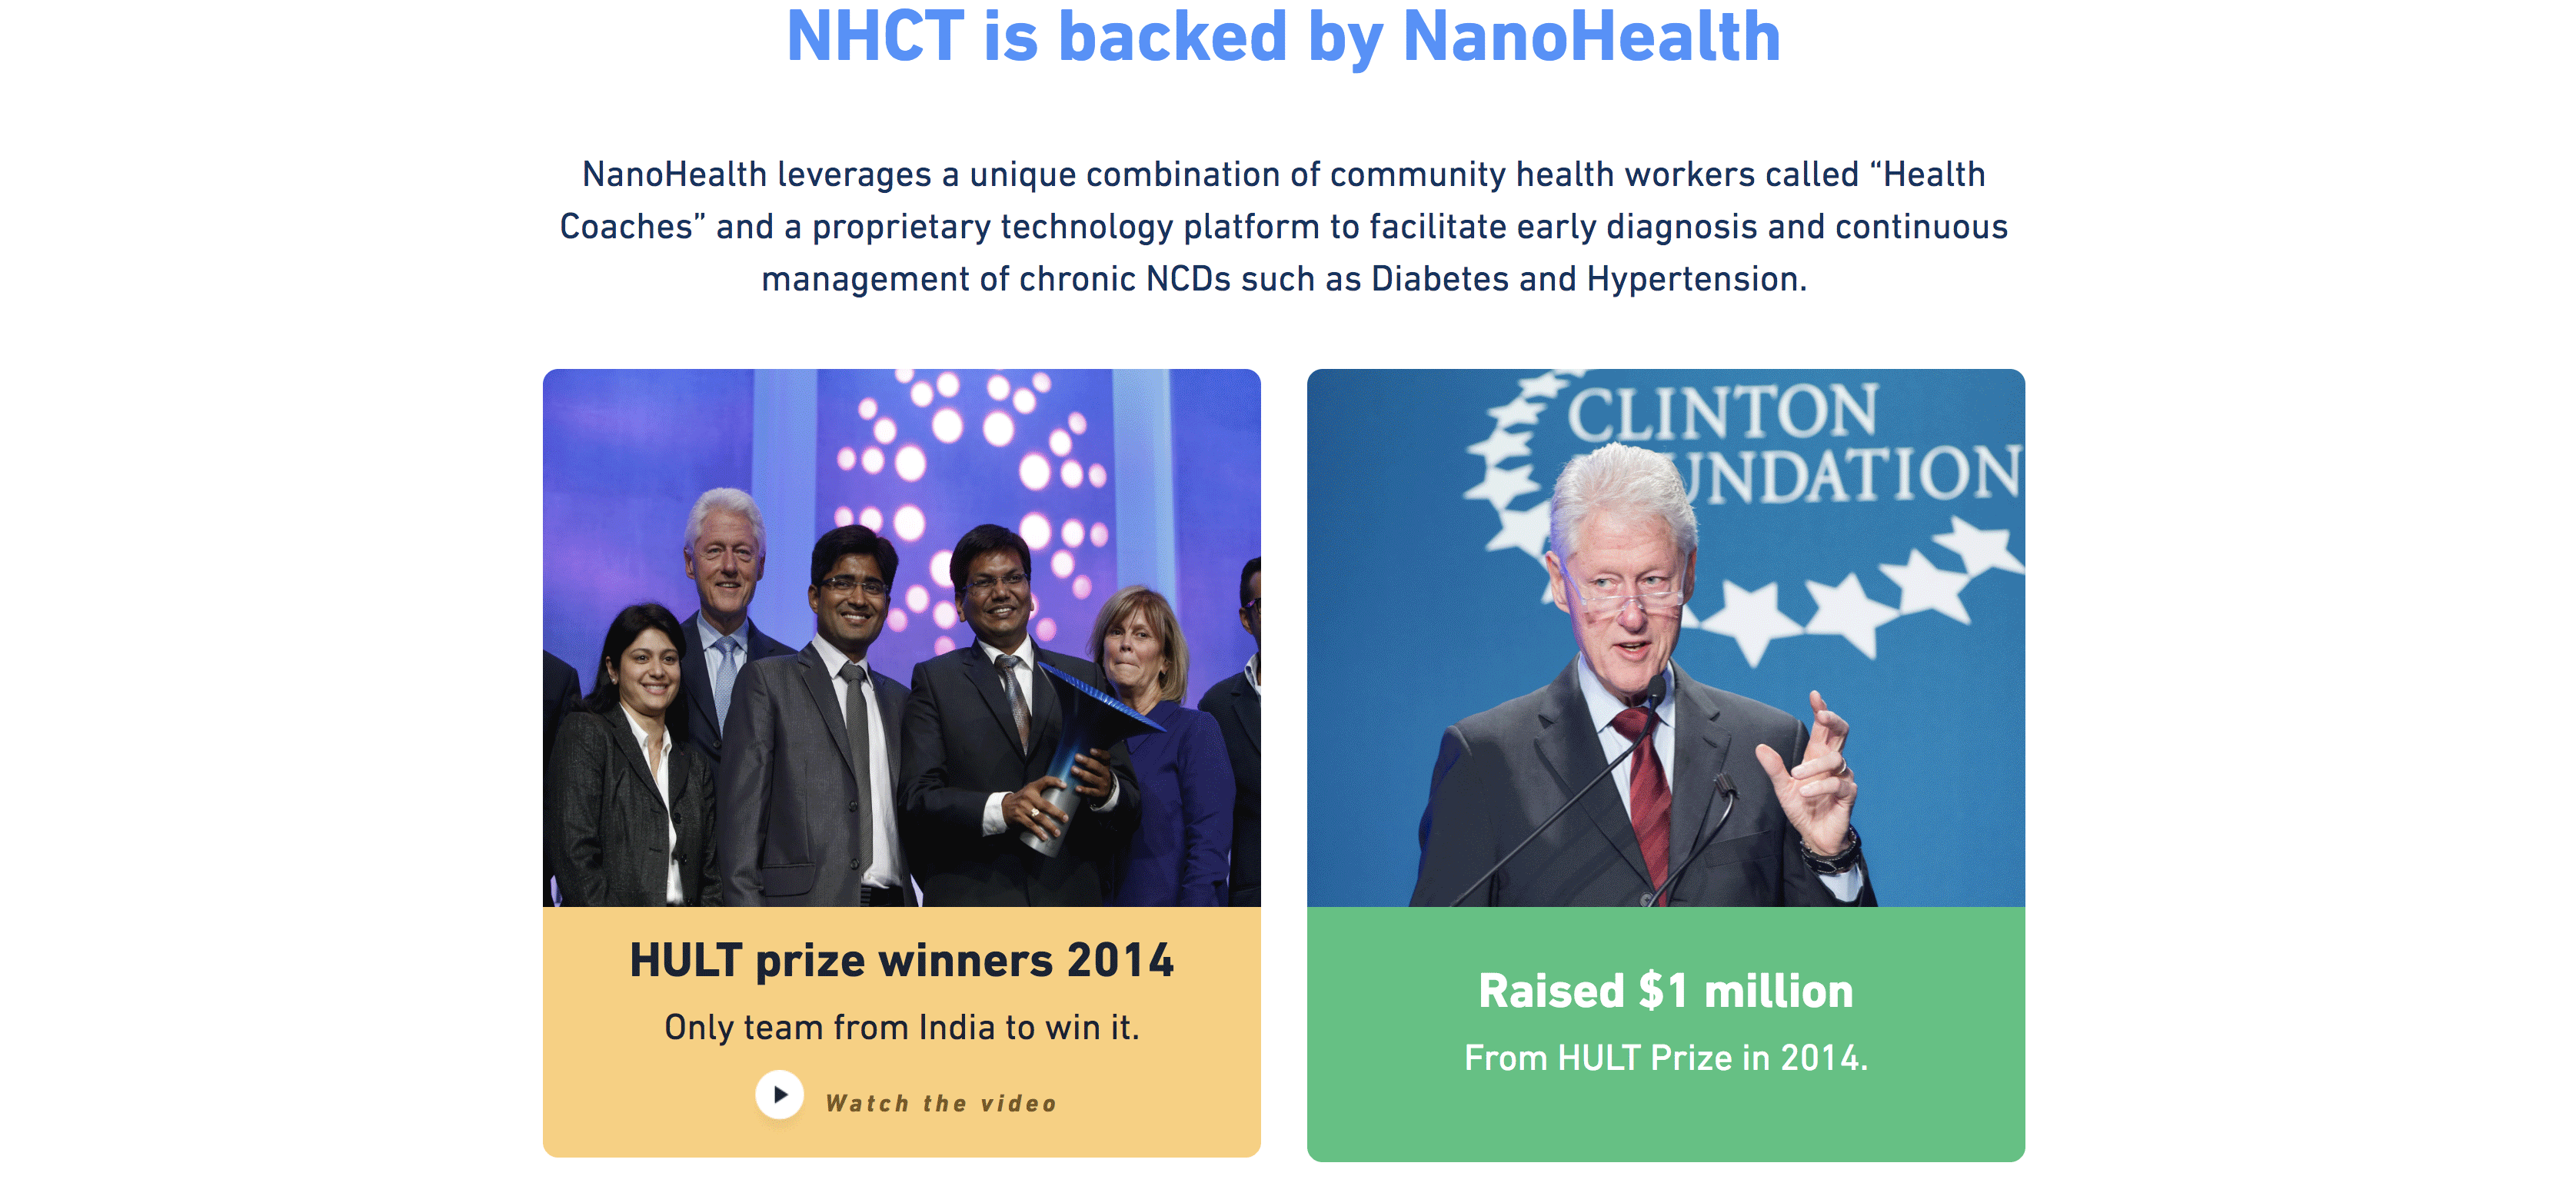 NHCT is backed by NanoHealth
NanoHealth leverages a unique combination of community health workers called “Health
Coaches” and a proprietary technology platform to facilitate early diagnosis and continuous
management of chronic NCDs such as Diabetes and Hypertension.
CLINTON
UNDATION
HULT prize winners 2014
Only team from India to win it.
Watch the video
Raised $1 million
From HULT Prize in 2014.